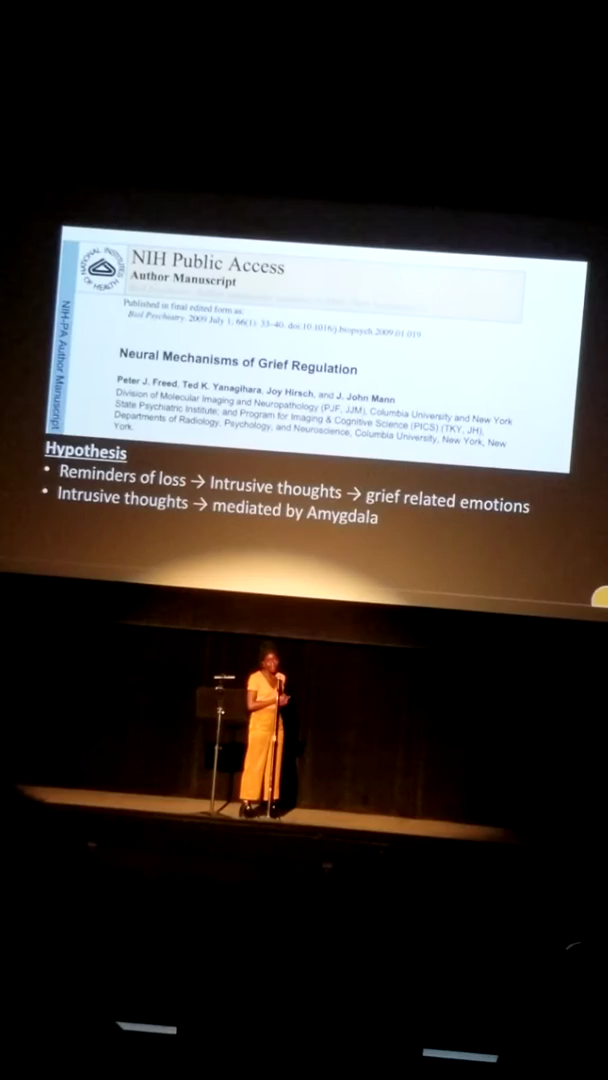 NATIONAL INSTITUTES OF HEALTH
NIH Public Access
Author Manuscript
Published in final edited form as:
Biol Psychiatry. 2009 July 1; 66(1): 33–40. doi:10.1016/j.biopsych.2009.01.019
NIH-PA Author Manuscript
Neural Mechanisms of Grief Regulation
Peter J. Freed, Ted K. Yanagihara, Joy Hirsch, and J. John Mann
Division of Molecular Imaging and Neuropathology (PJF, JJM), Columbia University and New York
State Psychiatric Institute; and Program for Imaging & Cognitive Science (PICS) (TKY, JH),
Departments of Radiology, Psychology, and Neuroscience, Columbia University, New York, New
York.
Hypothesis
• Reminders of loss → Intrusive thoughts → grief related emotions
• Intrusive thoughts → mediated by Amygdala